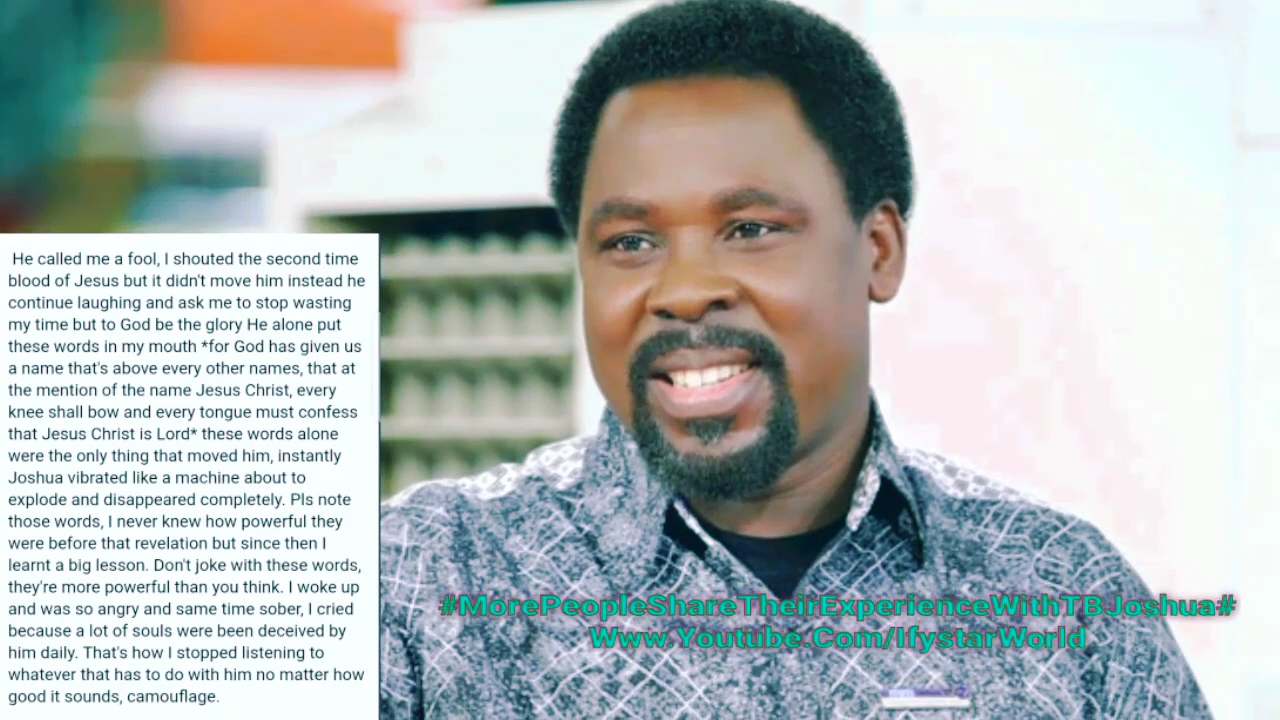 He called me a fool, I shouted the second time
blood of Jesus but it didn't move him instead he
continue laughing and ask me to stop wasting
my time but to God be the glory He alone put
these words in my mouth *for God has given us
a name that's above every other names, that at
the mention of the name Jesus Christ, every
knee shall bow and every tongue must confess
that Jesus Christ is Lord* these words alone
were the only thing that moved him, instantly
Joshua vibrated like a machine about to
explode and disappeared completely. Pls note
those words, I never knew how powerful they
were before that revelation but since then I
learnt a big lesson. Don't joke with these words,
they're more powerful than you think. I woke up
and was so angry and same time sober, I cried
because a lot of souls were been deceived by
him daily. That's how I stopped listening to
whatever that has to do with him no matter how
good it sounds, camouflage.
#MorePeopleShareTheirExperienceWithTBJoshua#
Www.Youtube.Com/IfystarWorld